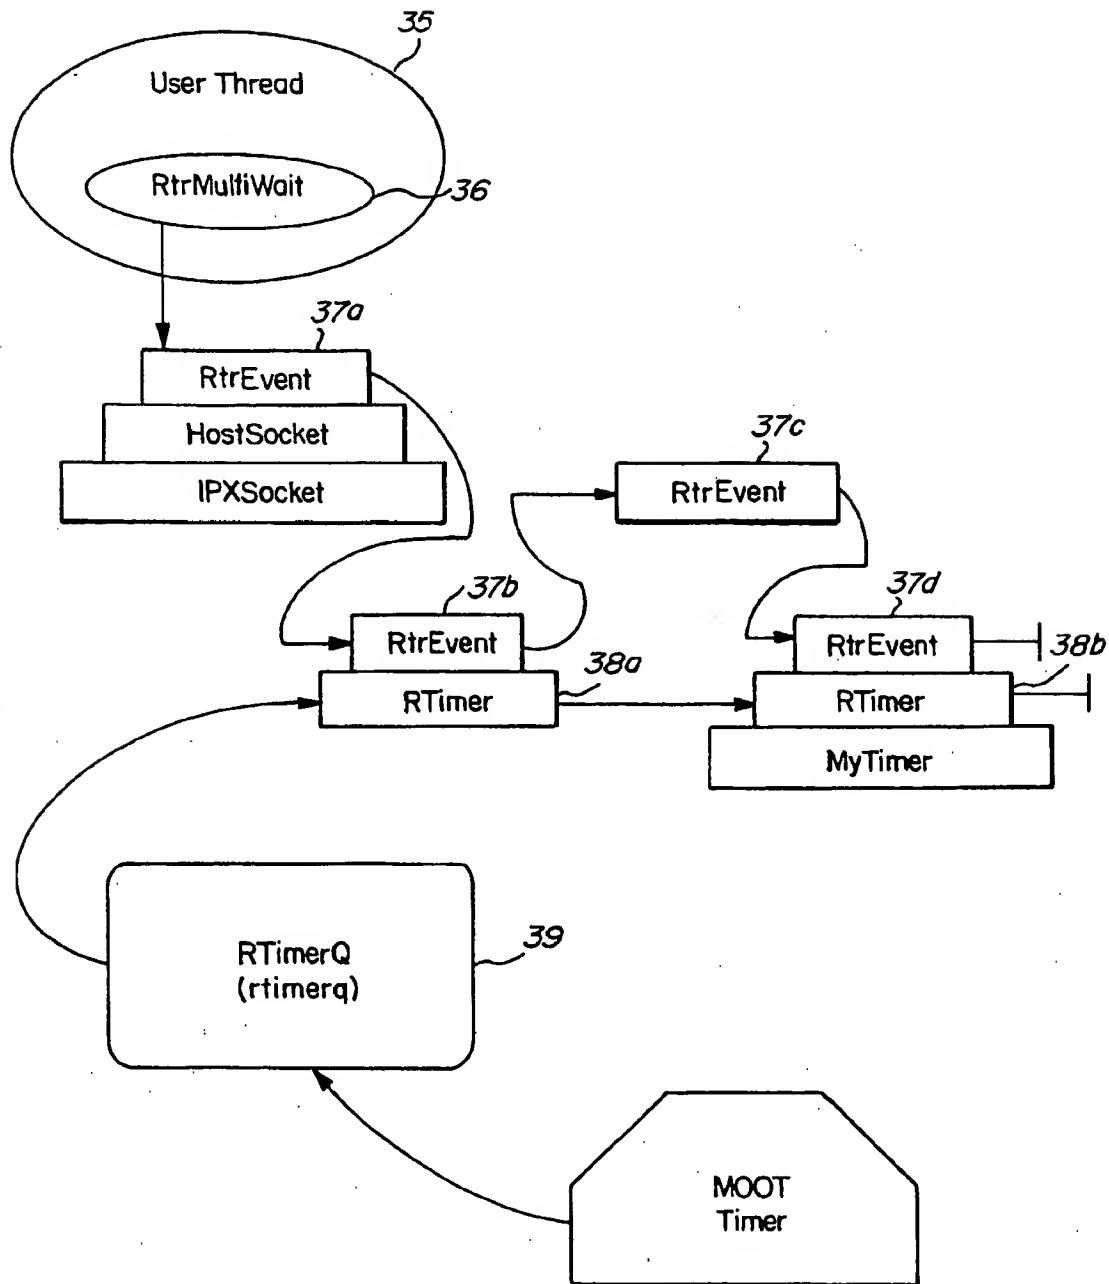 35
User Thread
RtrMultiWait
36
37a
RtrEvent
HostSocket
IPXSocket
37c
RtrEvent
37b
RtrEvent
RTimer
38a
37d
RtrEvent
38b
RTimer
MyTimer
RTimerQ
(rtimerq)
39
MOOT
Timer